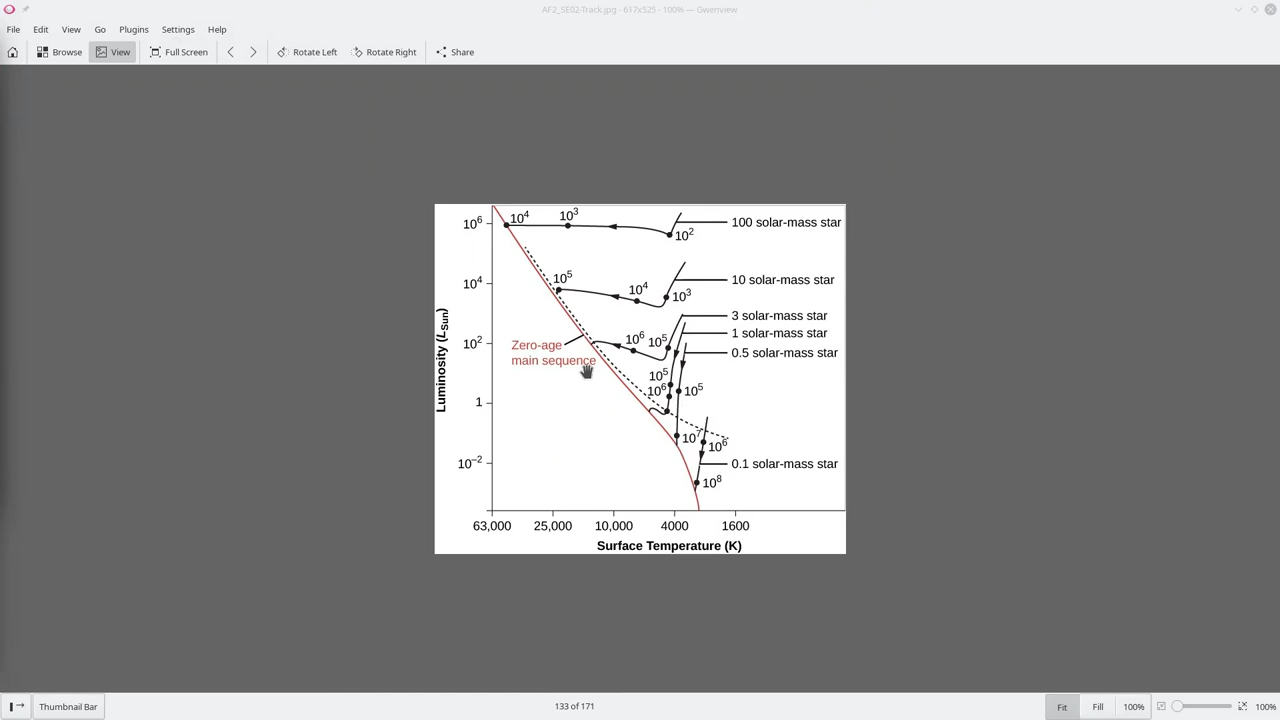 AF2_SE02-Track.jpg - 617x525 - 100% — Gwenview
File Edit View Go Plugins Settings Help
Browse View Full Screen Rotate Left Rotate Right Share
10⁶
10⁴
10²
1
10⁻²
Luminosity (L_Sun)
10⁴ 10³ 10² 100 solar-mass star
10⁵ 10⁴ 10³ 10 solar-mass star
3 solar-mass star
10⁶ 10⁵ 1 solar-mass star
Zero-age
main sequence
0.5 solar-mass star
10⁵
10⁶ 10⁵
10⁷ 10⁶
0.1 solar-mass star
10⁸
63,000 25,000 10,000 4000 1600
Surface Temperature (K)
Thumbnail Bar 133 of 171 Fit Fill 100% 100%